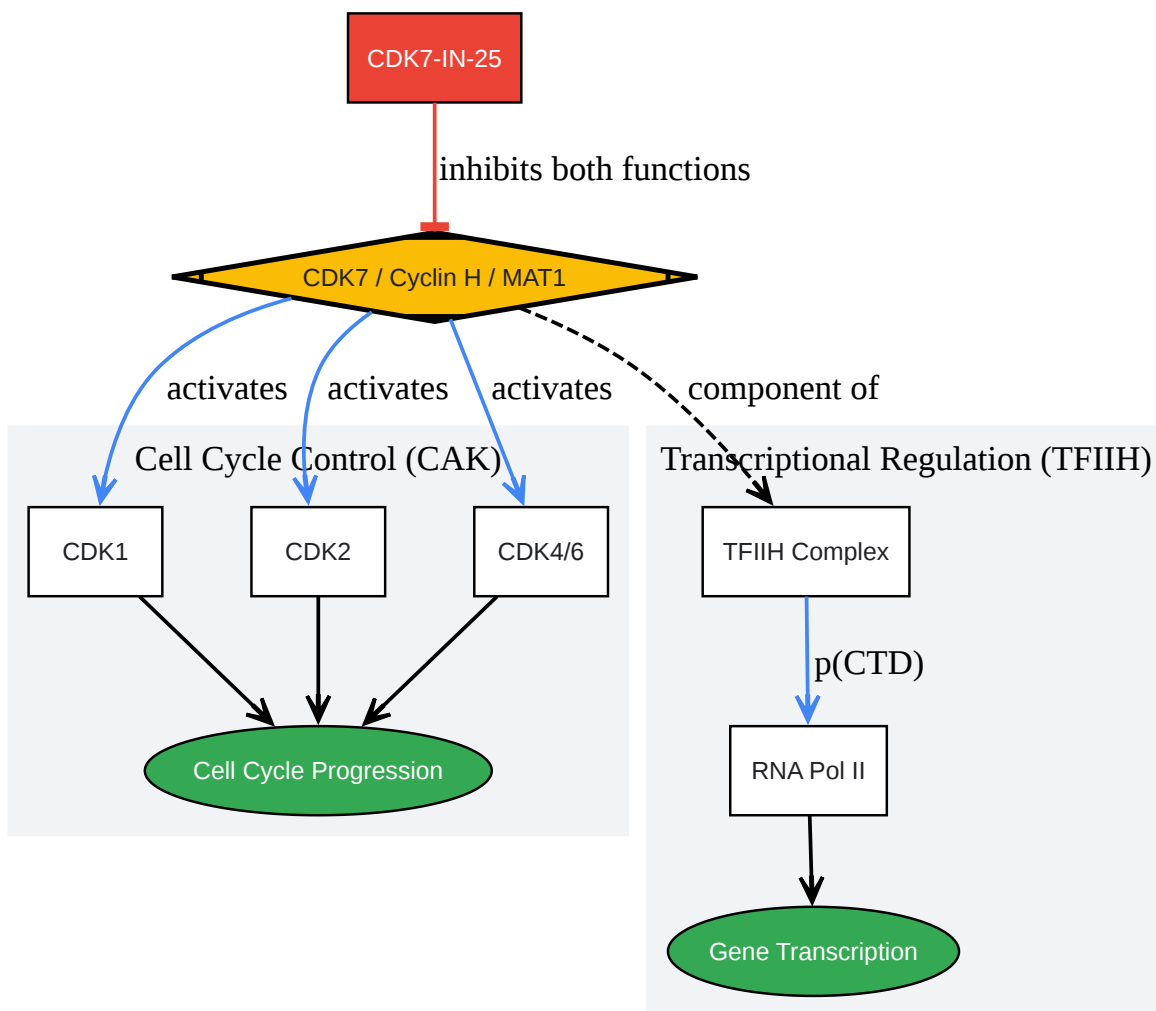 CDK7-IN-25
inhibits both functions
CDK7 / Cyclin H / MAT1
activates
activates
activates
component of
Cell Cycle Control (CAK)
Transcriptional Regulation (TFIIH)
CDK1
CDK2
CDK4/6
TFIIH Complex
p(CTD)
Cell Cycle Progression
RNA Pol II
Gene Transcription